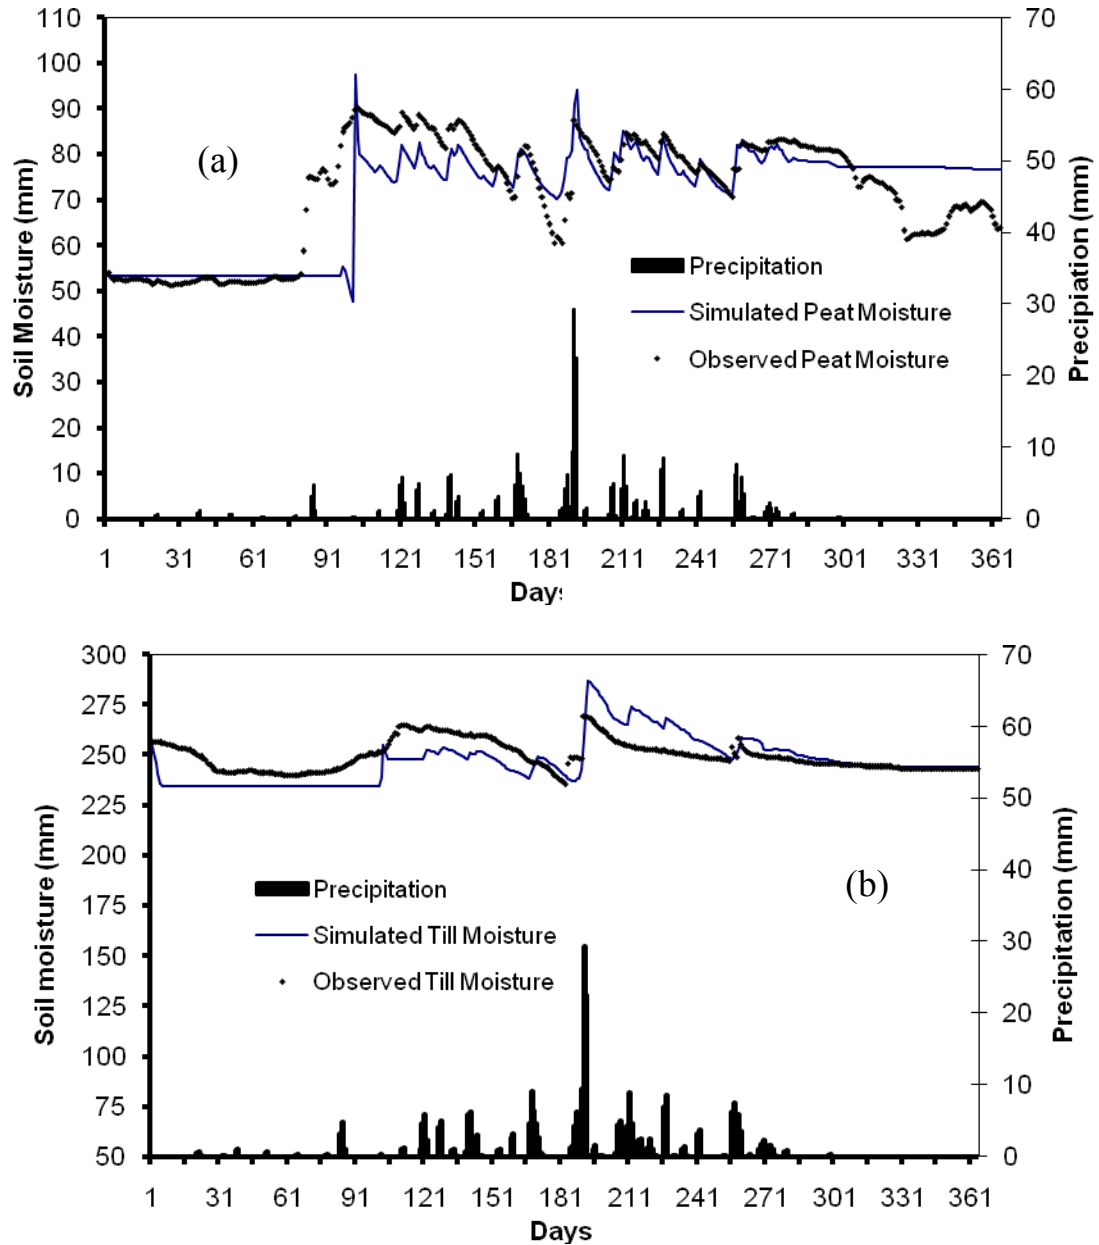 110
100
90
80
70
60
50
40
30
20
10
0
Soil Moisture (mm)
(a)
70
60
50
40
30
20
10
0
Precipiation (mm)
Precipitation
Simulated Peat Moisture
Observed Peat Moisture
1 31 61 91 121 151 181 211 241 271 301 331 361
Days
300
275
250
225
200
175
150
125
100
75
50
Soil moisture (mm)
70
60
50
40
30
20
10
0
Precipitation (mm)
(b)
Precipitation
Simulated Till Moisture
Observed Till Moisture
1 31 61 91 121 151 181 211 241 271 301 331 361
Days